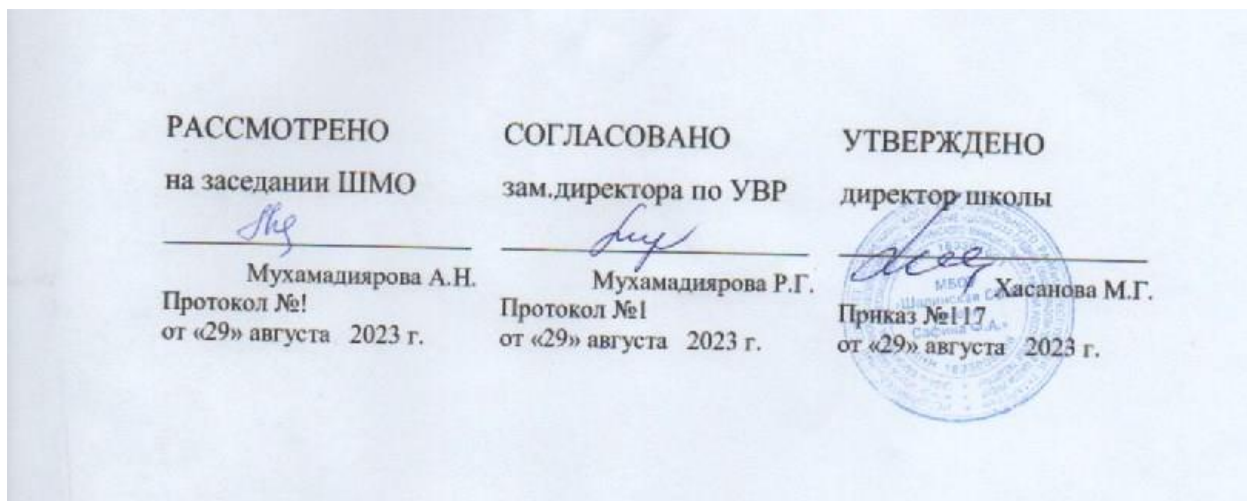 РАССМОТРЕНО
на заседании ШМО
Мухамадиярова А.Н.
Протокол №!
от «29» августа 2023 г.
СОГЛАСОВАНО
зам.директора по УВР
Мухамадиярова Р.Г.
Протокол №1
от «29» августа 2023 г.
УТВЕРЖДЕНО
директор школы
Хасанова М.Г.
Приказ №117
от «29» августа 2023 г.
МБОУ